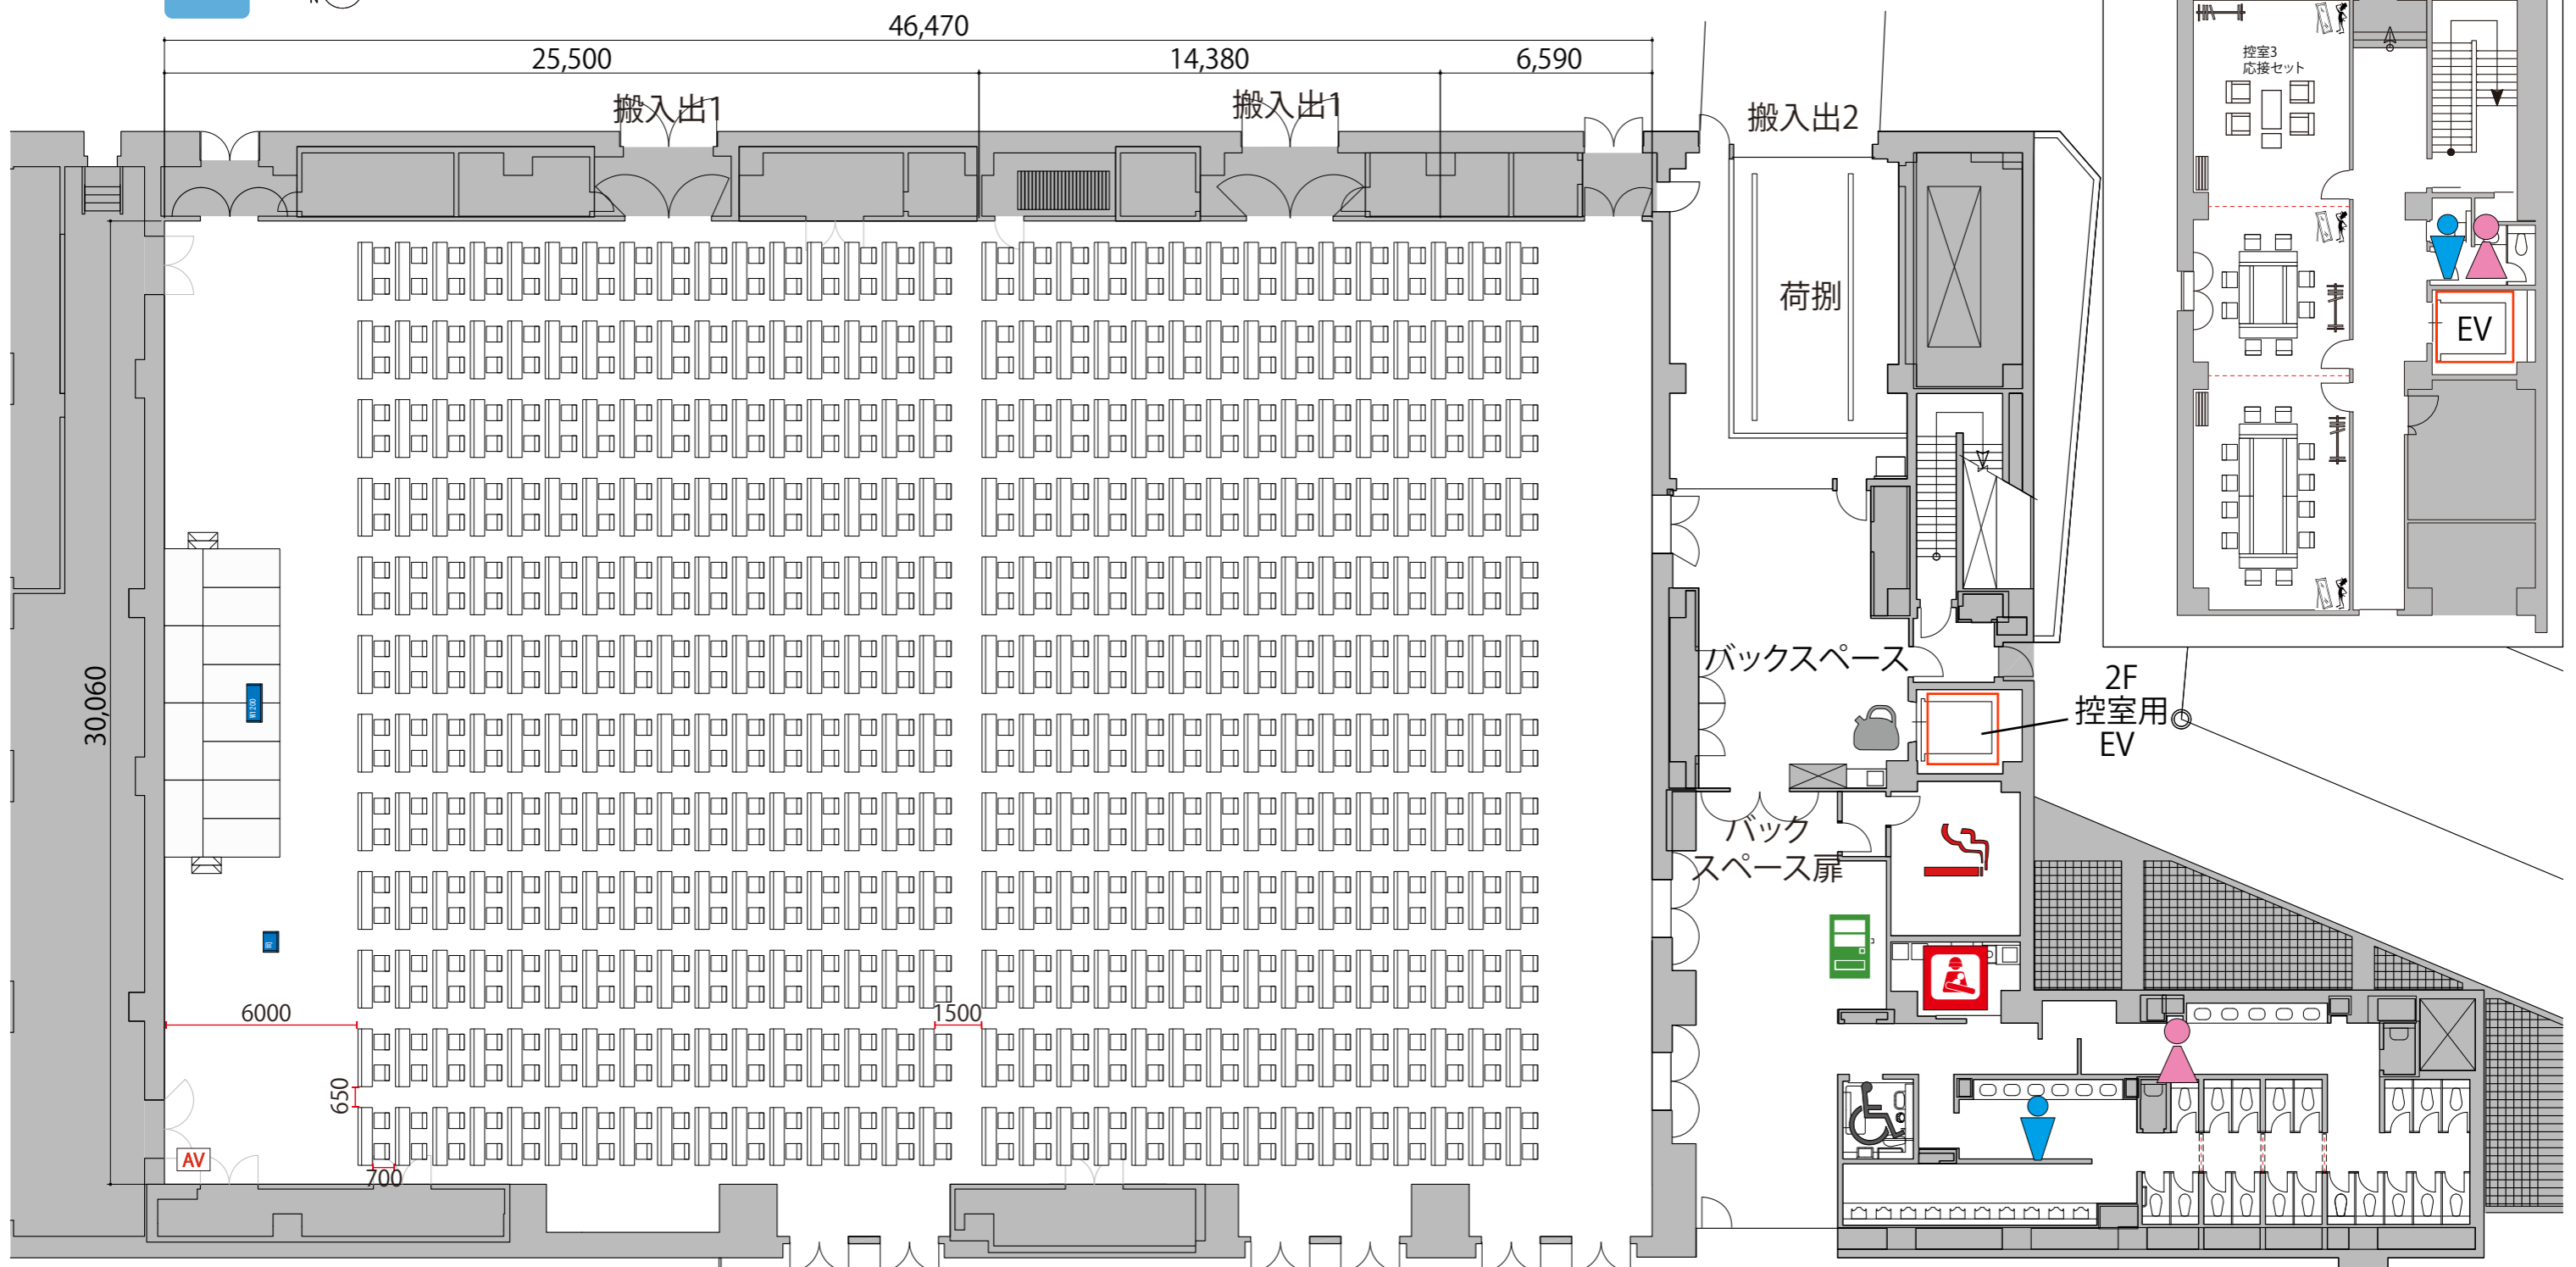 N
46,470
25,500
14,380
6,590
搬入出1
搬入出1
搬入出2
控室3
応接セット
荷捌
EV
30,060
W1200
バックスペース
2F
控室用
EV
バック
スペース扉
司
6000
1500
650
700
AV